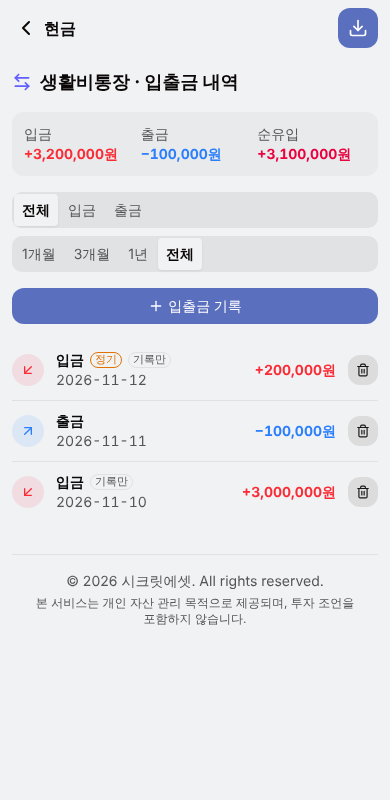 현금
생활비통장 · 입출금 내역
입금 출금 순유입
+3,200,000원 −100,000원 +3,100,000원
전체 입금 출금
1개월 3개월 1년 전체
+ 입출금 기록
입금 정기 기록만
2026-11-12
+200,000원
출금
2026-11-11
−100,000원
입금 기록만
2026-11-10
+3,000,000원
© 2026 시크릿에셋. All rights reserved.
본 서비스는 개인 자산 관리 목적으로 제공되며, 투자 조언을
포함하지 않습니다.